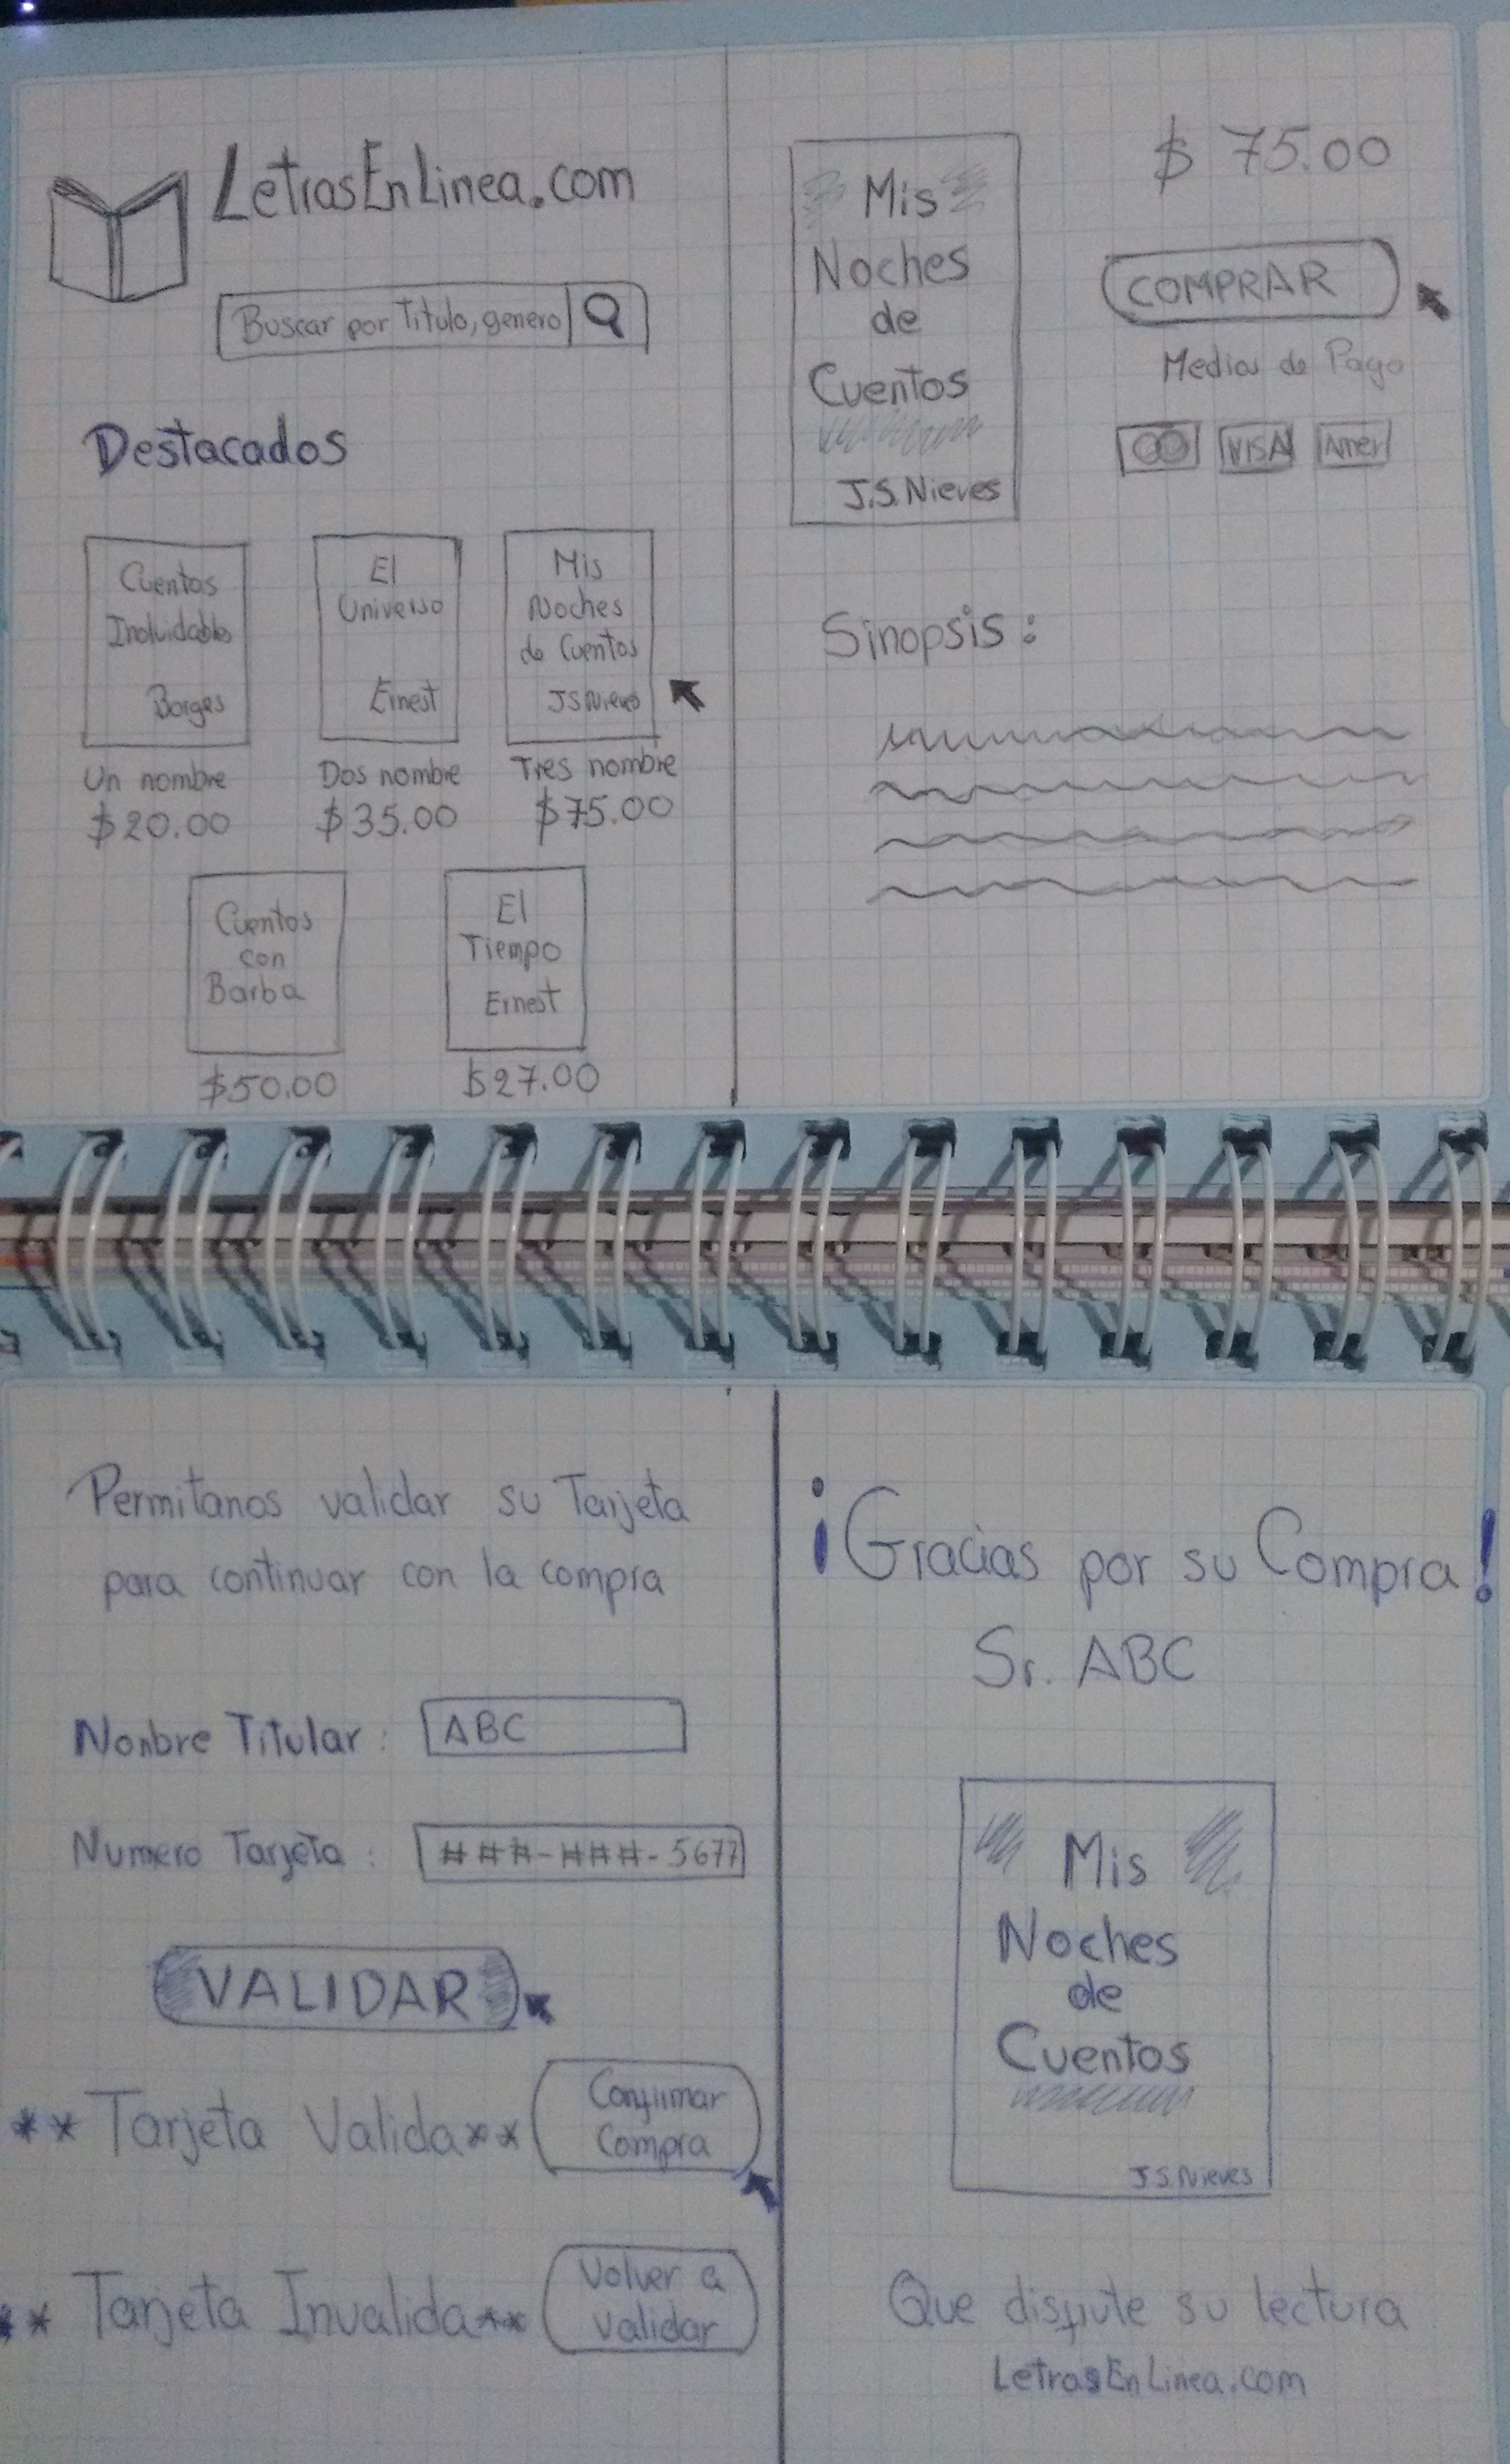 LetrasEnLinea.com
Buscar por Titulo, genero
Destacados
Cuentos
Inoluidables
Borges
Un nombre
$20.00
El
Universo
Ernest
Dos nombre
$35.00
Mis
Noches
de Cuentos
JS Nieves
Tres nombre
$75.00
Cuentos
con
Barba
$50.00
El
Tiempo
Ernest
$27.00
Mis
Noches
de
Cuentos
J.S. Nieves
$ 75.00
COMPRAR
Medios de Pago
VISA
Amer
Sinopsis:
Permitanos validar su Tarjeta
para continuar con la compra
Nonbre Titular: ABC
Numero Tarjeta: ###-###-5677
VALIDAR
** Tarjeta Valida**
Confirmar
Compra
** Tarjeta Invalida**
Volver a
validar
¡Gracias por su Compra!
Sr. ABC
Mis
Noches
de
Cuentos
J S. Nieves
Que disfrute su lectura
LetrasEnLinea.com